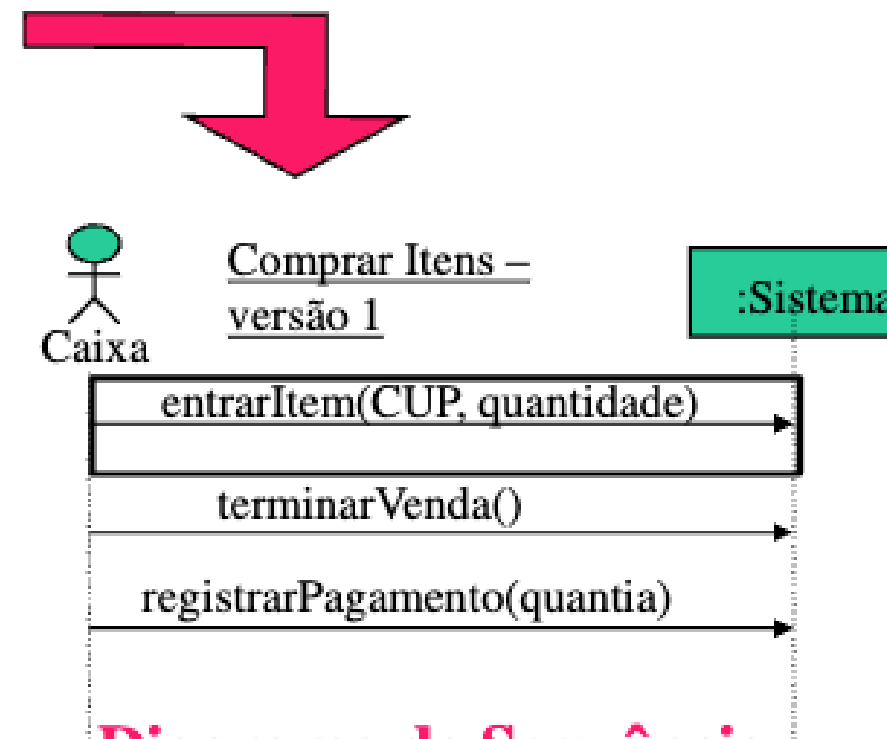 Comprar Itens –
versão 1
:Sistema
Caixa
entrarItem(CUP, quantidade)
terminarVenda()
registrarPagamento(quantia)